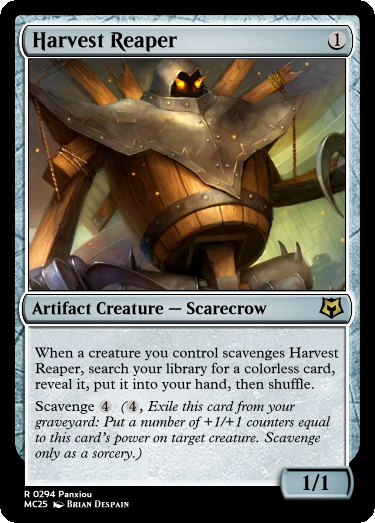 Harvest Reaper 1
Artifact Creature — Scarecrow
When a creature you control scavenges Harvest
Reaper, search your library for a colorless card,
reveal it, put it into your hand, then shuffle.
Scavenge 4 (4, Exile this card from your
graveyard: Put a number of +1/+1 counters equal
to this card's power on target creature. Scavenge
only as a sorcery.)
1/1
R 0294 Panxiou
MC25 Brian Despain